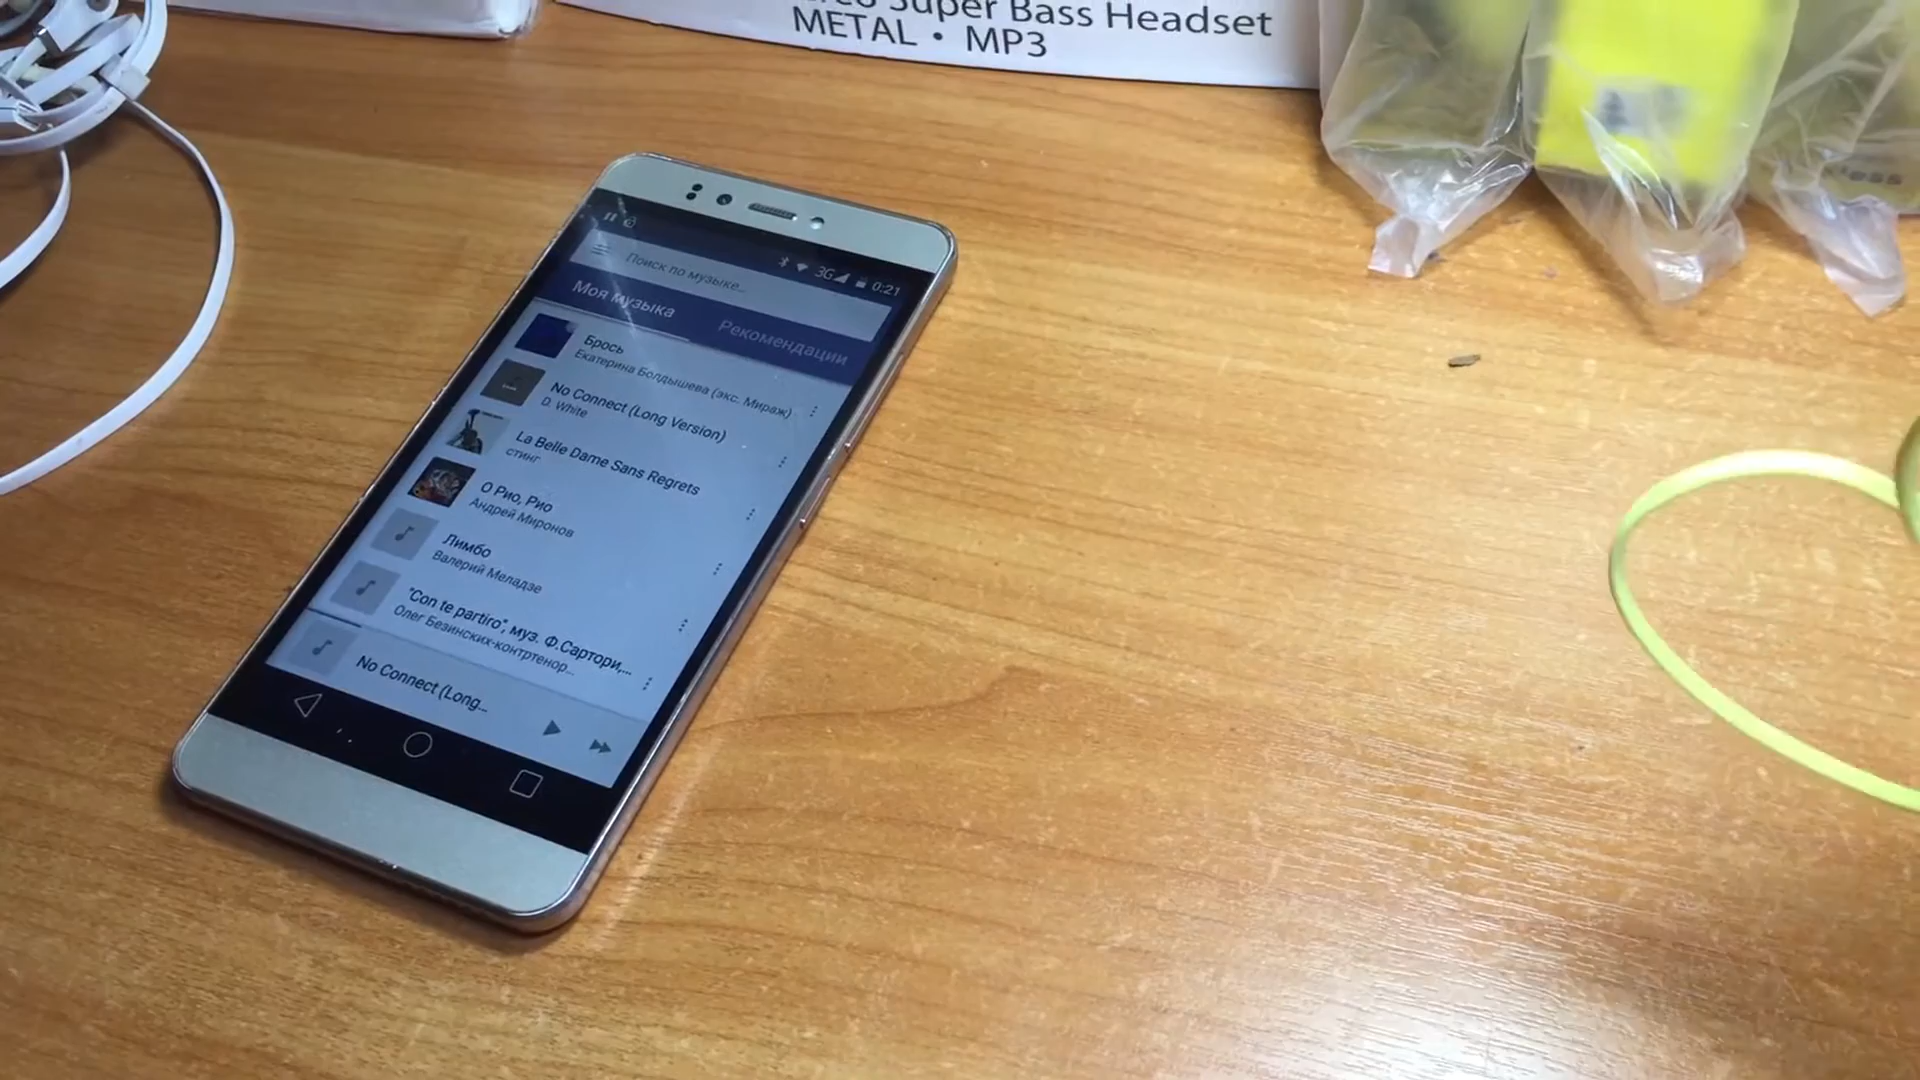 Super Bass Headset
METAL • MP3
3G 0:21
Поиск по музыке...
Моя музыка
Рекомендации
Брось
Екатерина Болдышева (экс. Мираж)
No Connect (Long Version)
D. White
La Belle Dame Sans Regrets
стинг
О Рио, Рио
Андрей Миронов
Лимбо
Валерий Меладзе
"Con te partiro", муз. Ф.Сартори,...
Олег Безинских-контртенор...
No Connect (Long...